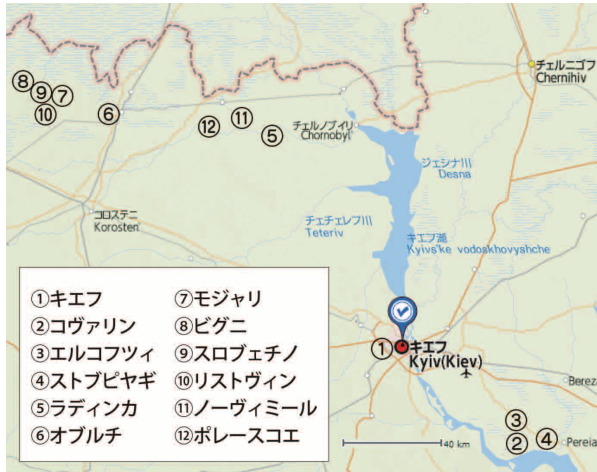 ⑧
⑨⑦
⑩
⑥
⑫
⑪
⑤
チェルノブイリ
Chornobyl'
チェルニゴフ
Chernihiv
ジェシナ川
Desna
コロステニ
Korosten'
チェチェレフ川
Teteriv
キエフ湖
Kyivs'ke vodoskhovyshche
①キエフ
②コヴァリン
③エルコフツィ
④ストブピヤギ
⑤ラディンカ
⑥オブルチ
⑦モジャリ
⑧ビグニ
⑨スロブェチノ
⑩リストヴィン
⑪ノーヴィミール
⑫ポレースコエ
①
キエフ
Kyiv(Kiev)
Bereza
③
②
④
Pereia
40 km